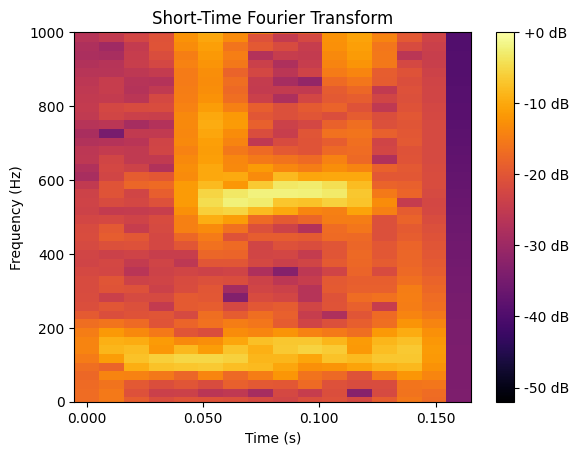 Short-Time Fourier Transform
1000
800
600
400
200
0
Frequency (Hz)
0.000
0.050
0.100
0.150
Time (s)
+0 dB
-10 dB
-20 dB
-30 dB
-40 dB
-50 dB